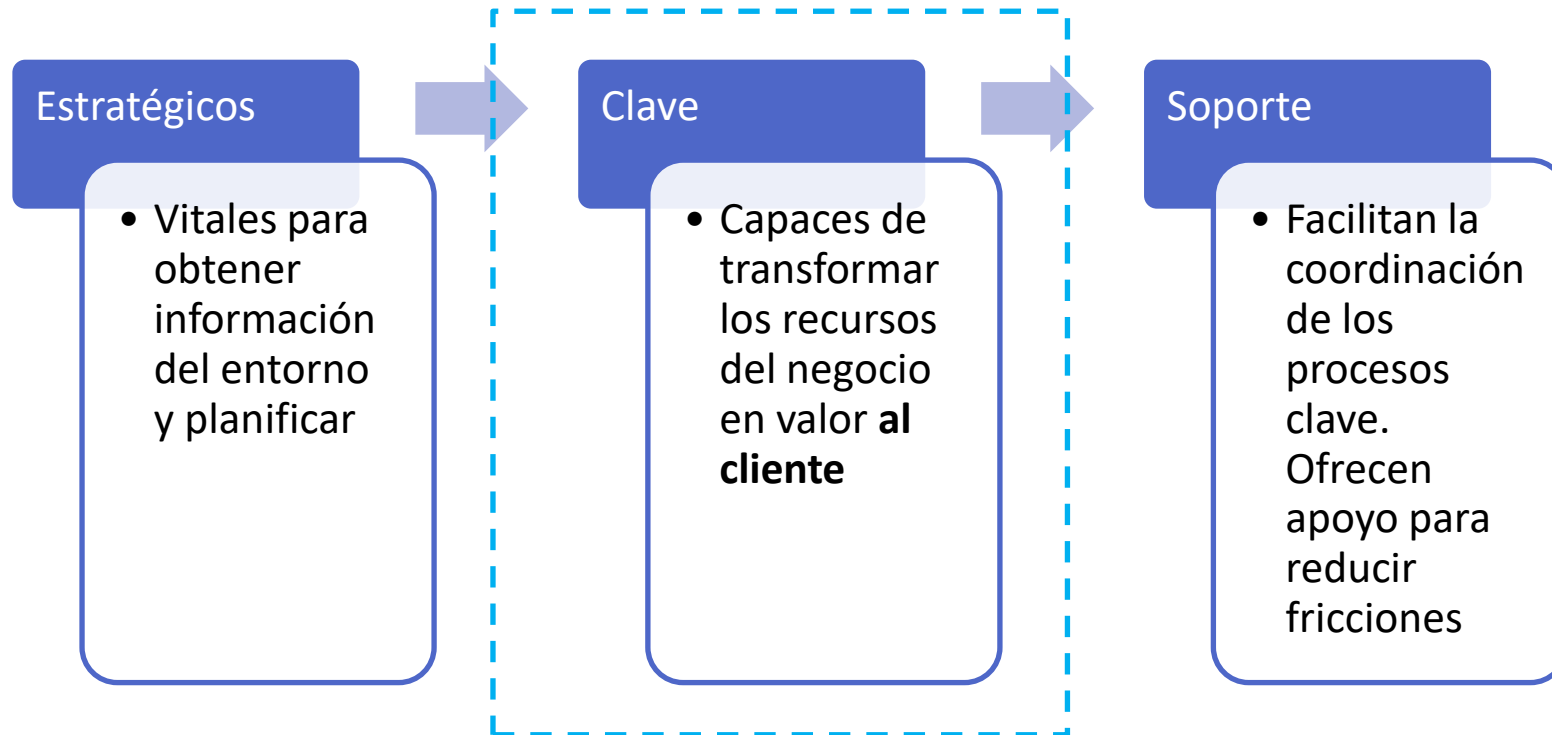 Estratégicos
• Vitales para
obtener
información
del entorno
y planificar
Clave
• Capaces de
transformar
los recursos
del negocio
en valor al
cliente
Soporte
• Facilitan la
coordinación
de los
procesos
clave.
Ofrecen
apoyo para
reducir
fricciones